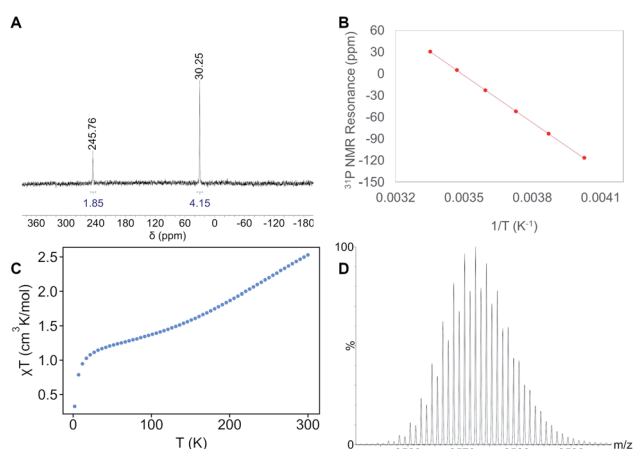 A
245.76
30.25
1.85
4.15
360 300 240 180 120 60 0 -60 -120 -180
δ (ppm)
B
³¹P NMR Resonance (ppm)
60
30
0
-30
-60
-90
-120
-150
0.0032 0.0035 0.0038 0.0041
1/T (K⁻¹)
C
χT (cm³K/mol)
2.5
2.0
1.5
1.0
0.5
0 100 200 300
T (K)
D
100
%
0
m/z